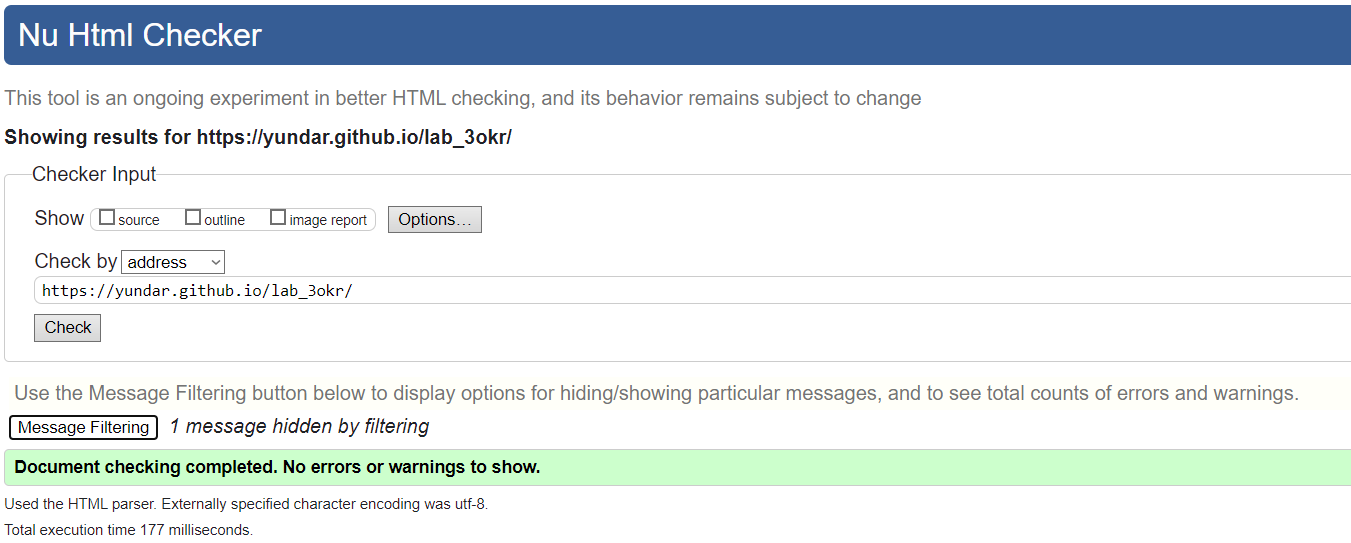 Nu Html Checker
This tool is an ongoing experiment in better HTML checking, and its behavior remains subject to change
Showing results for https://yundar.github.io/lab_3okr/
Checker Input
Show source outline image report Options…
Check by address
https://yundar.github.io/lab_3okr/
Check
Use the Message Filtering button below to display options for hiding/showing particular messages, and to see total counts of errors and warnings.
Message Filtering 1 message hidden by filtering
Document checking completed. No errors or warnings to show.
Used the HTML parser. Externally specified character encoding was utf-8.
Total execution time 177 milliseconds.